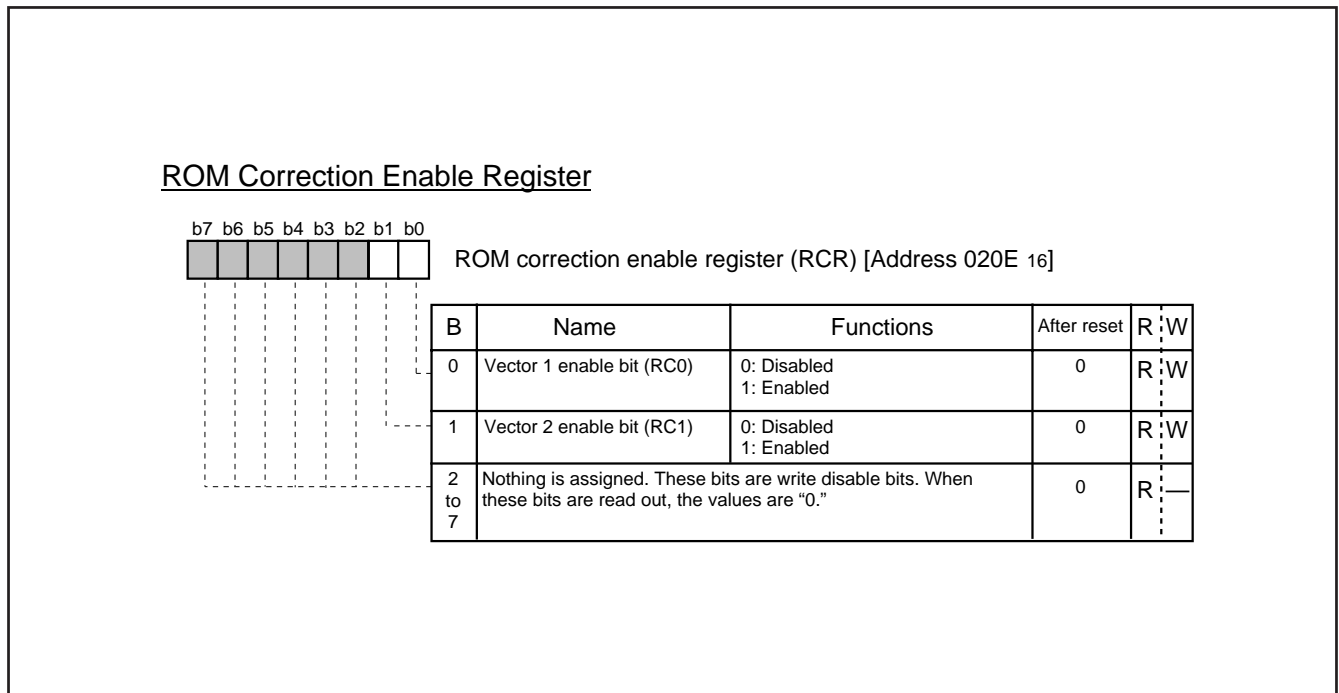 ROM Correction Enable Register
b7 b6 b5 b4 b3 b2 b1 b0
ROM correction enable register (RCR) [Address 020E 16]
B Name Functions After reset R W
0 Vector 1 enable bit (RC0) 0: Disabled 0 R W
1: Enabled
1 Vector 2 enable bit (RC1) 0: Disabled 0 R W
1: Enabled
2 Nothing is assigned. These bits are write disable bits. When 0 R —
to these bits are read out, the values are “0.”
7